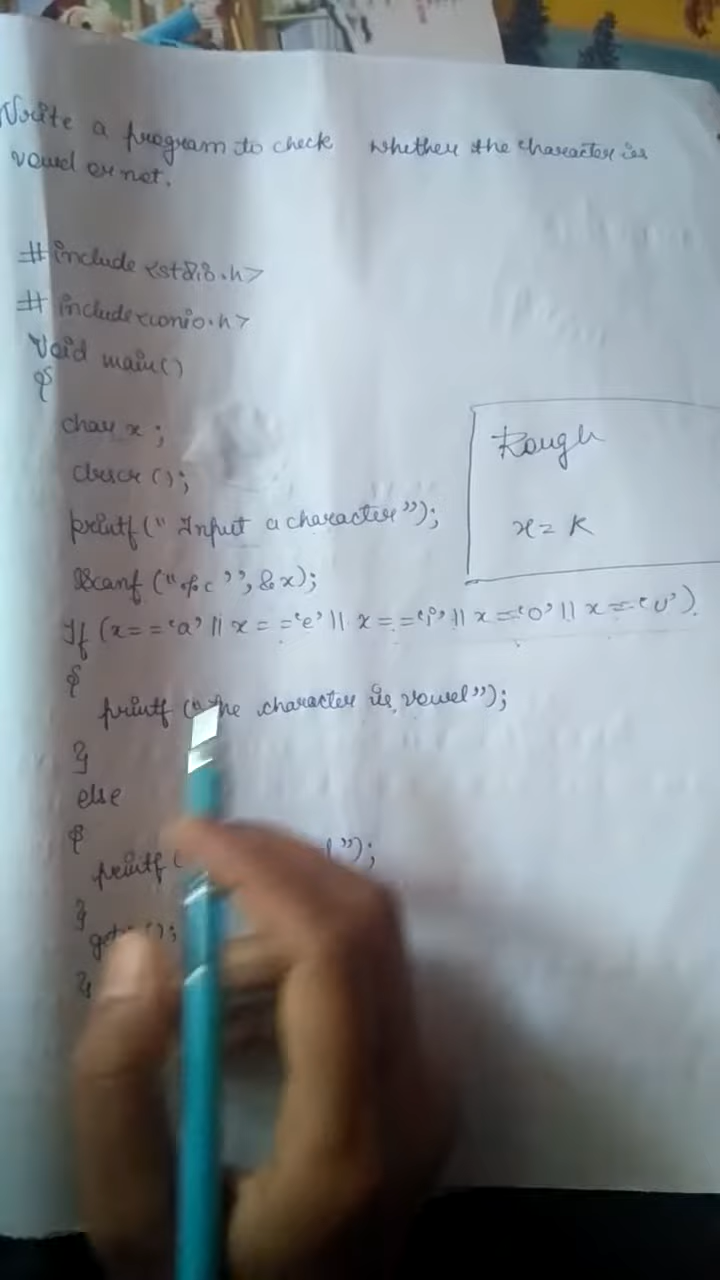 Write a program to check whether the character is
vowel or not.
#include <stdio.h>
# include <conio.h>
Void main()
{
char x ;
clrscr ();
printf (" Input a character");
Scanf ("%c", &x);
If (x=='a' || x=='e' || x=='i' || x=='o' || x=='u')
{
printf ("The character is vowel");
}
else
{
printf (
");
}
();
}
Rough
x= K